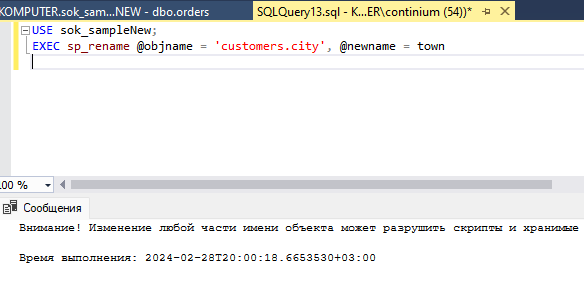 KOMPUTER.sok_sam...NEW - dbo.orders
SQLQuery13.sql - K...ER\continium (54))*
USE sok_sampleNew;
EXEC sp_rename @objname = 'customers.city', @newname = town
00 %
Сообщения
Внимание! Изменение любой части имени объекта может разрушить скрипты и хранимые
Время выполнения: 2024-02-28T20:00:18.6653530+03:00